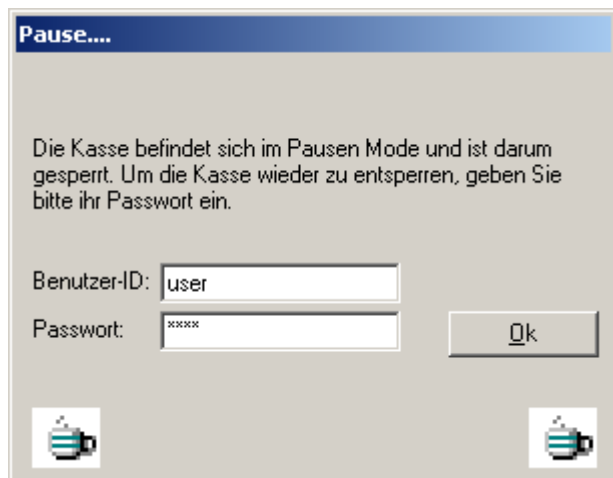 Pause....
Die Kasse befindet sich im Pausen Mode und ist darum
gesperrt. Um die Kasse wieder zu entsperren, geben Sie
bitte ihr Passwort ein.
Benutzer-ID: user
Passwort: ****
Ok